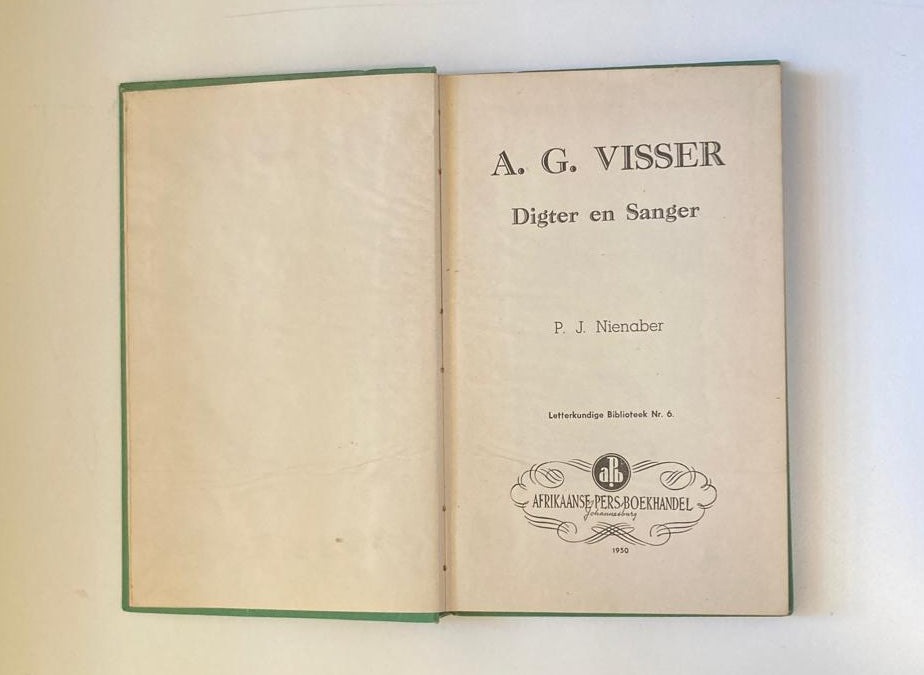 A. G. VISSER
Digter en Sanger
P. J. Nienaber
Letterkundige Biblioteek Nr. 6.
aPb
AFRIKAANSE PERS BOEKHANDEL
Johannesburg
1950